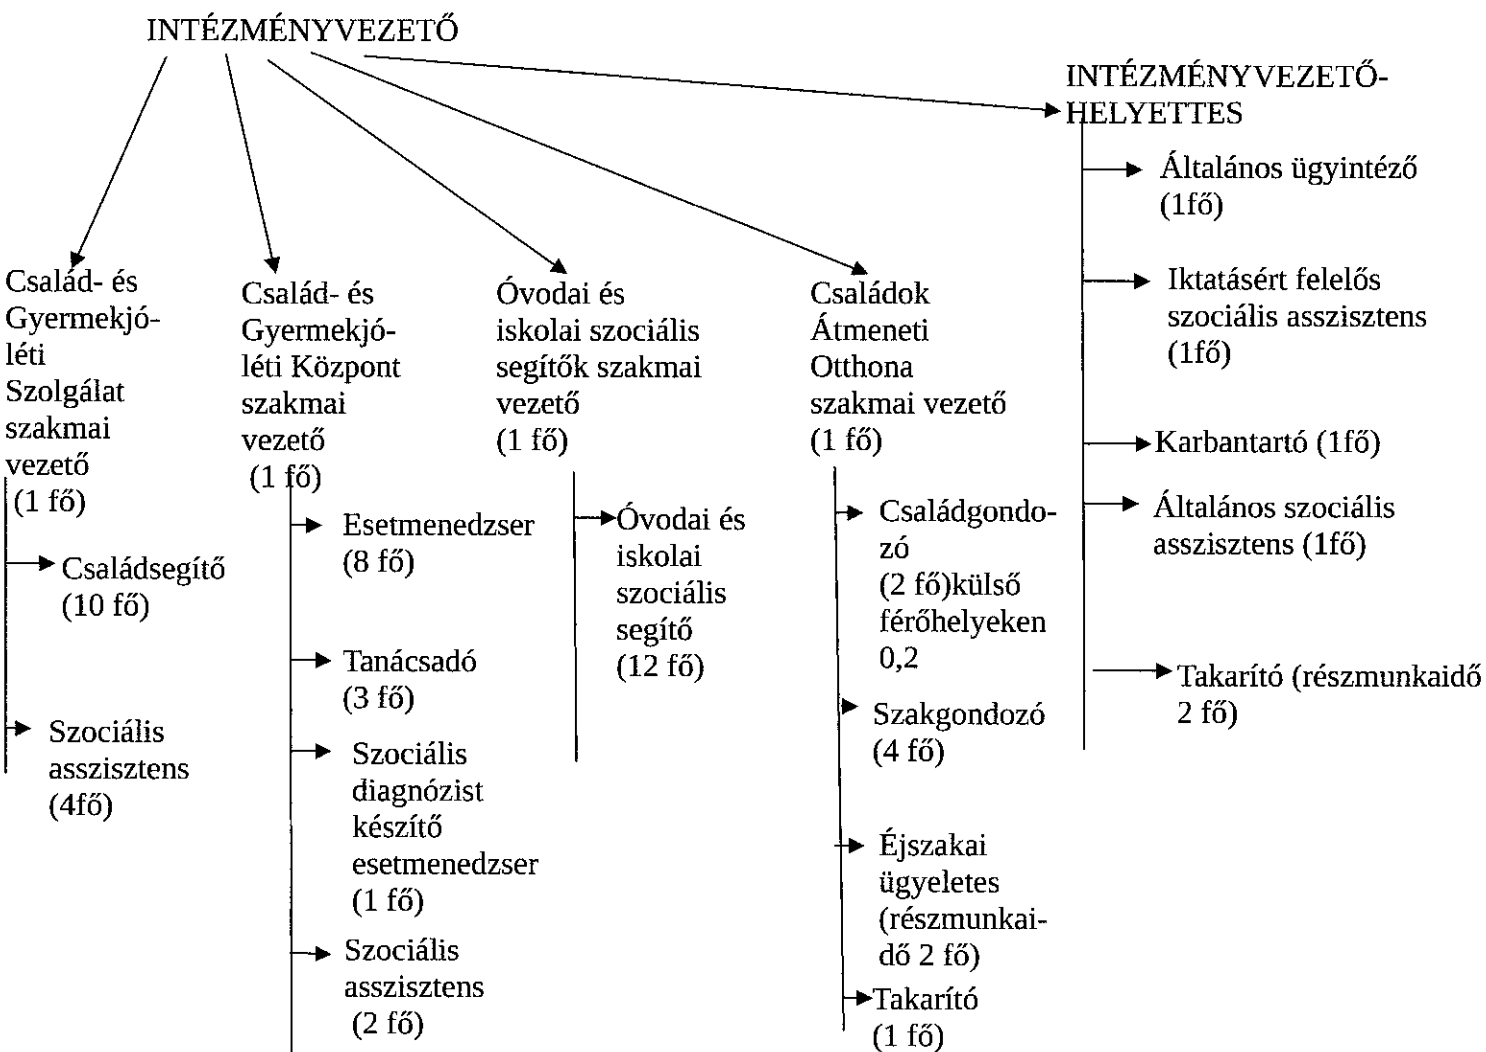 INTÉZMÉNYVEZETŐ
Család- és
Gyermekjó-
léti
Szolgálat
szakmai
vezető
(1 fő)
Családsegítő
(10 fő)
Szociális
asszisztens
(4fő)
Család- és
Gyermekjó-
léti Központ
szakmai
vezető
(1 fő)
Esetmenedzser
(8 fő)
Tanácsadó
(3 fő)
Szociális
diagnózist
készítő
esetmenedzser
(1 fő)
Szociális
asszisztens
(2 fő)
Óvodai és
iskolai szociális
segítők szakmai
vezető
(1 fő)
Óvodai és
iskolai
szociális
segítő
(12 fő)
Családok
Átmeneti
Otthona
szakmai vezető
(1 fő)
Családgondo-
zó
(2 fő)külső
férőhelyeken
0,2
Szakgondozó
(4 fő)
Éjszakai
ügyeletes
(részmunkai-
dő 2 fő)
Takarító
(1 fő)
INTÉZMÉNYVEZETŐ-
HELYETTES
Általános ügyintéző
(1fő)
Iktatásért felelős
szociális asszisztens
(1fő)
Karbantartó (1fő)
Általános szociális
asszisztens (1fő)
Takarító (részmunkaidő
2 fő)